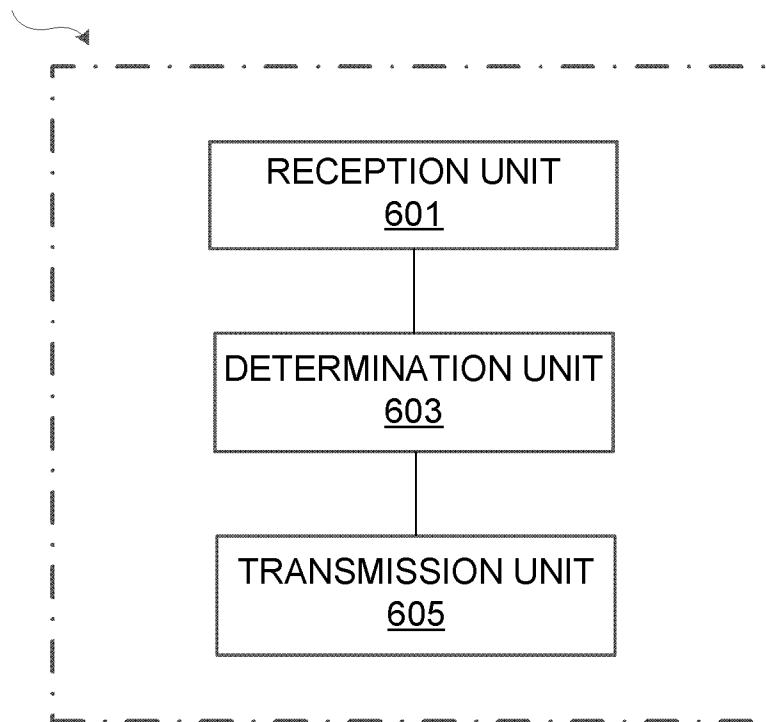 RECEPTION UNIT
601
DETERMINATION UNIT
603
TRANSMISSION UNIT
605